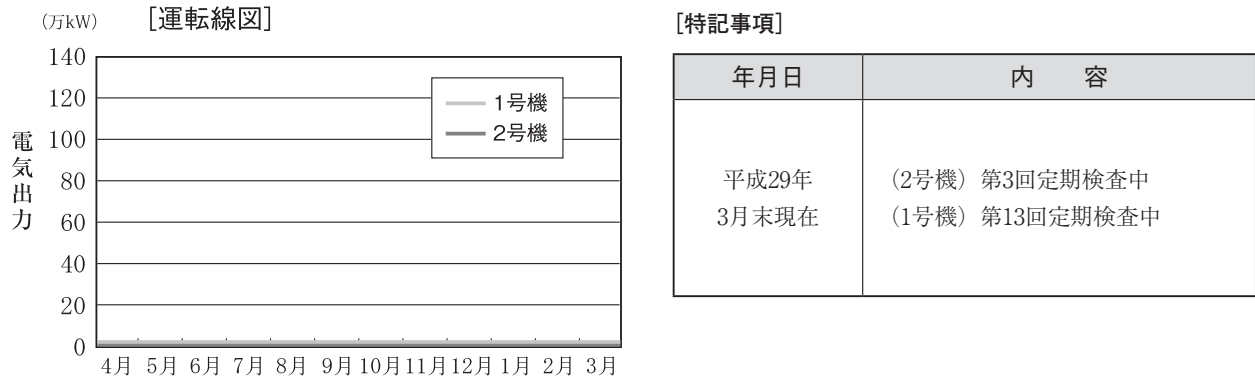 (万kW)
[運転線図]
140
120
100
80
60
40
20
0
電気出力
1号機
2号機
4月 5月 6月 7月 8月 9月 10月 11月 12月 1月 2月 3月
[特記事項]
年月日 内 容
平成29年 (2号機) 第3回定期検査中
3月末現在 (1号機) 第13回定期検査中